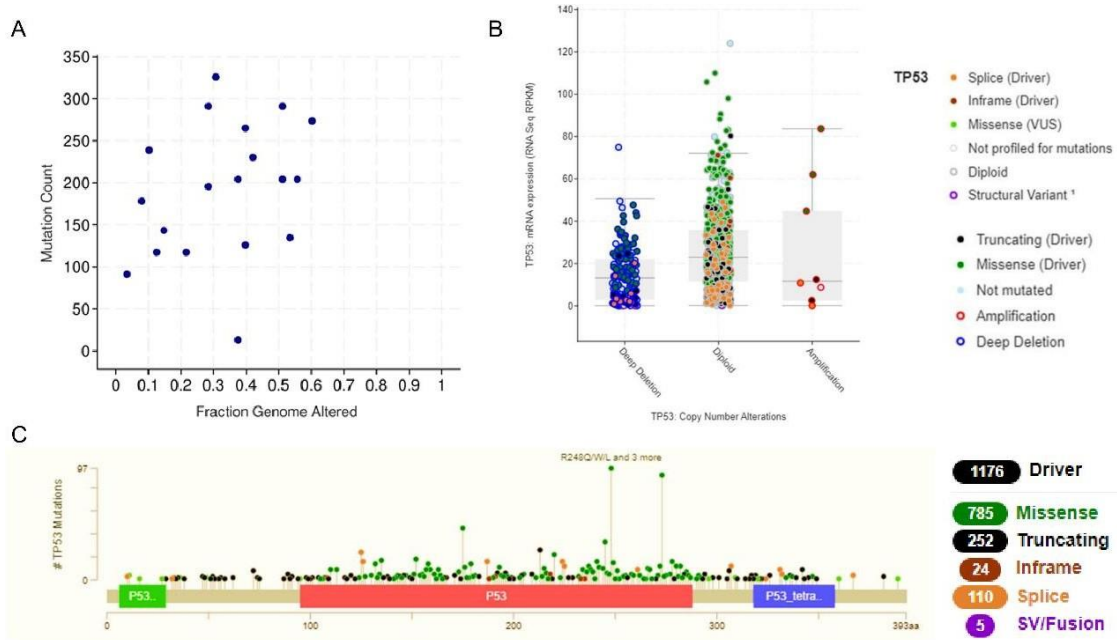 A
350
300
250
200
150
100
50
0
Mutation Count
0 0.1 0.2 0.3 0.4 0.5 0.6 0.7 0.8 0.9 1
Fraction Genome Altered
B
140
120
100
80
60
40
20
0
TP53: mRNA expression (RNA Seq RPKM)
Deep Deletion
Diploid
Amplification
TP53: Copy Number Alterations
TP53
Splice (Driver)
Inframe (Driver)
Missense (VUS)
Not profiled for mutations
Diploid
Structural Variant ¹
Truncating (Driver)
Missense (Driver)
Not mutated
Amplification
Deep Deletion
C
# TP53 Mutations
97
0
R248Q/W/L and 3 more
P53..
P53
P53_tetra..
0 100 200 300 393aa
1176 Driver
785 Missense
252 Truncating
24 Inframe
110 Splice
5 SV/Fusion